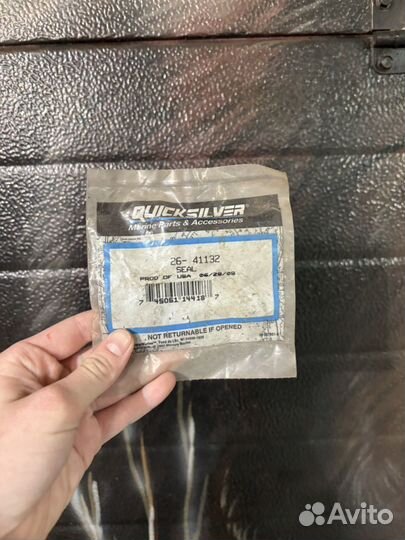 QUICKSILVER
Marine Parts & Accessories
26- 41132
SEAL
PROD OF USA 06/28/08
7 45061 14418 7
NOT RETURNABLE IF OPENED
Avito